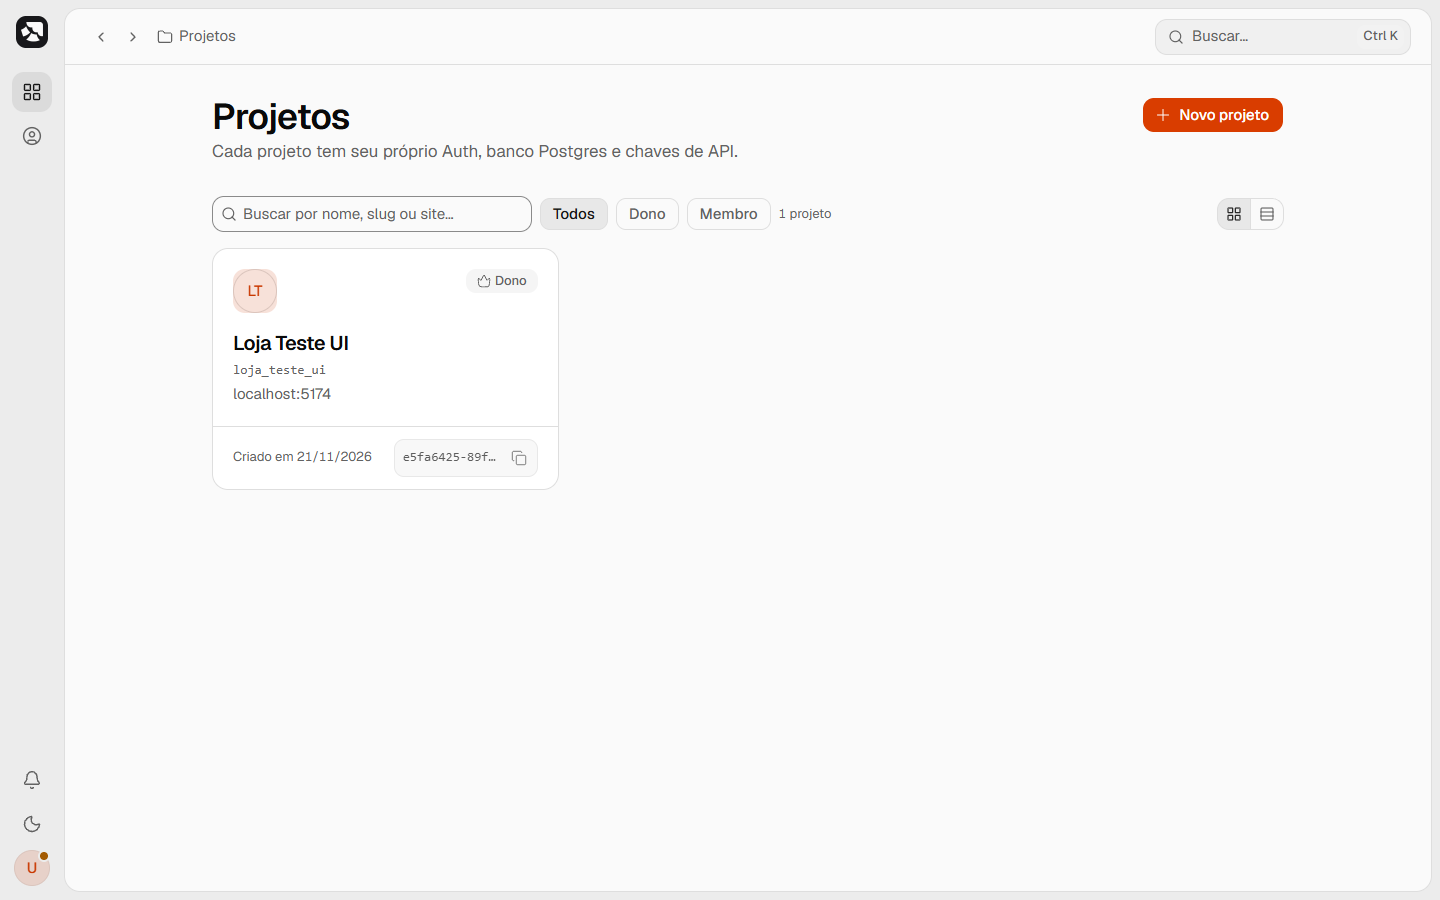 Projetos
Buscar...
Ctrl K
Projetos
Novo projeto
Cada projeto tem seu próprio Auth, banco Postgres e chaves de API.
Buscar por nome, slug ou site...
Todos
Dono
Membro
1 projeto
LT
Dono
Loja Teste UI
loja_teste_ui
localhost:5174
Criado em 21/11/2026
e5fa6425-89f…
U